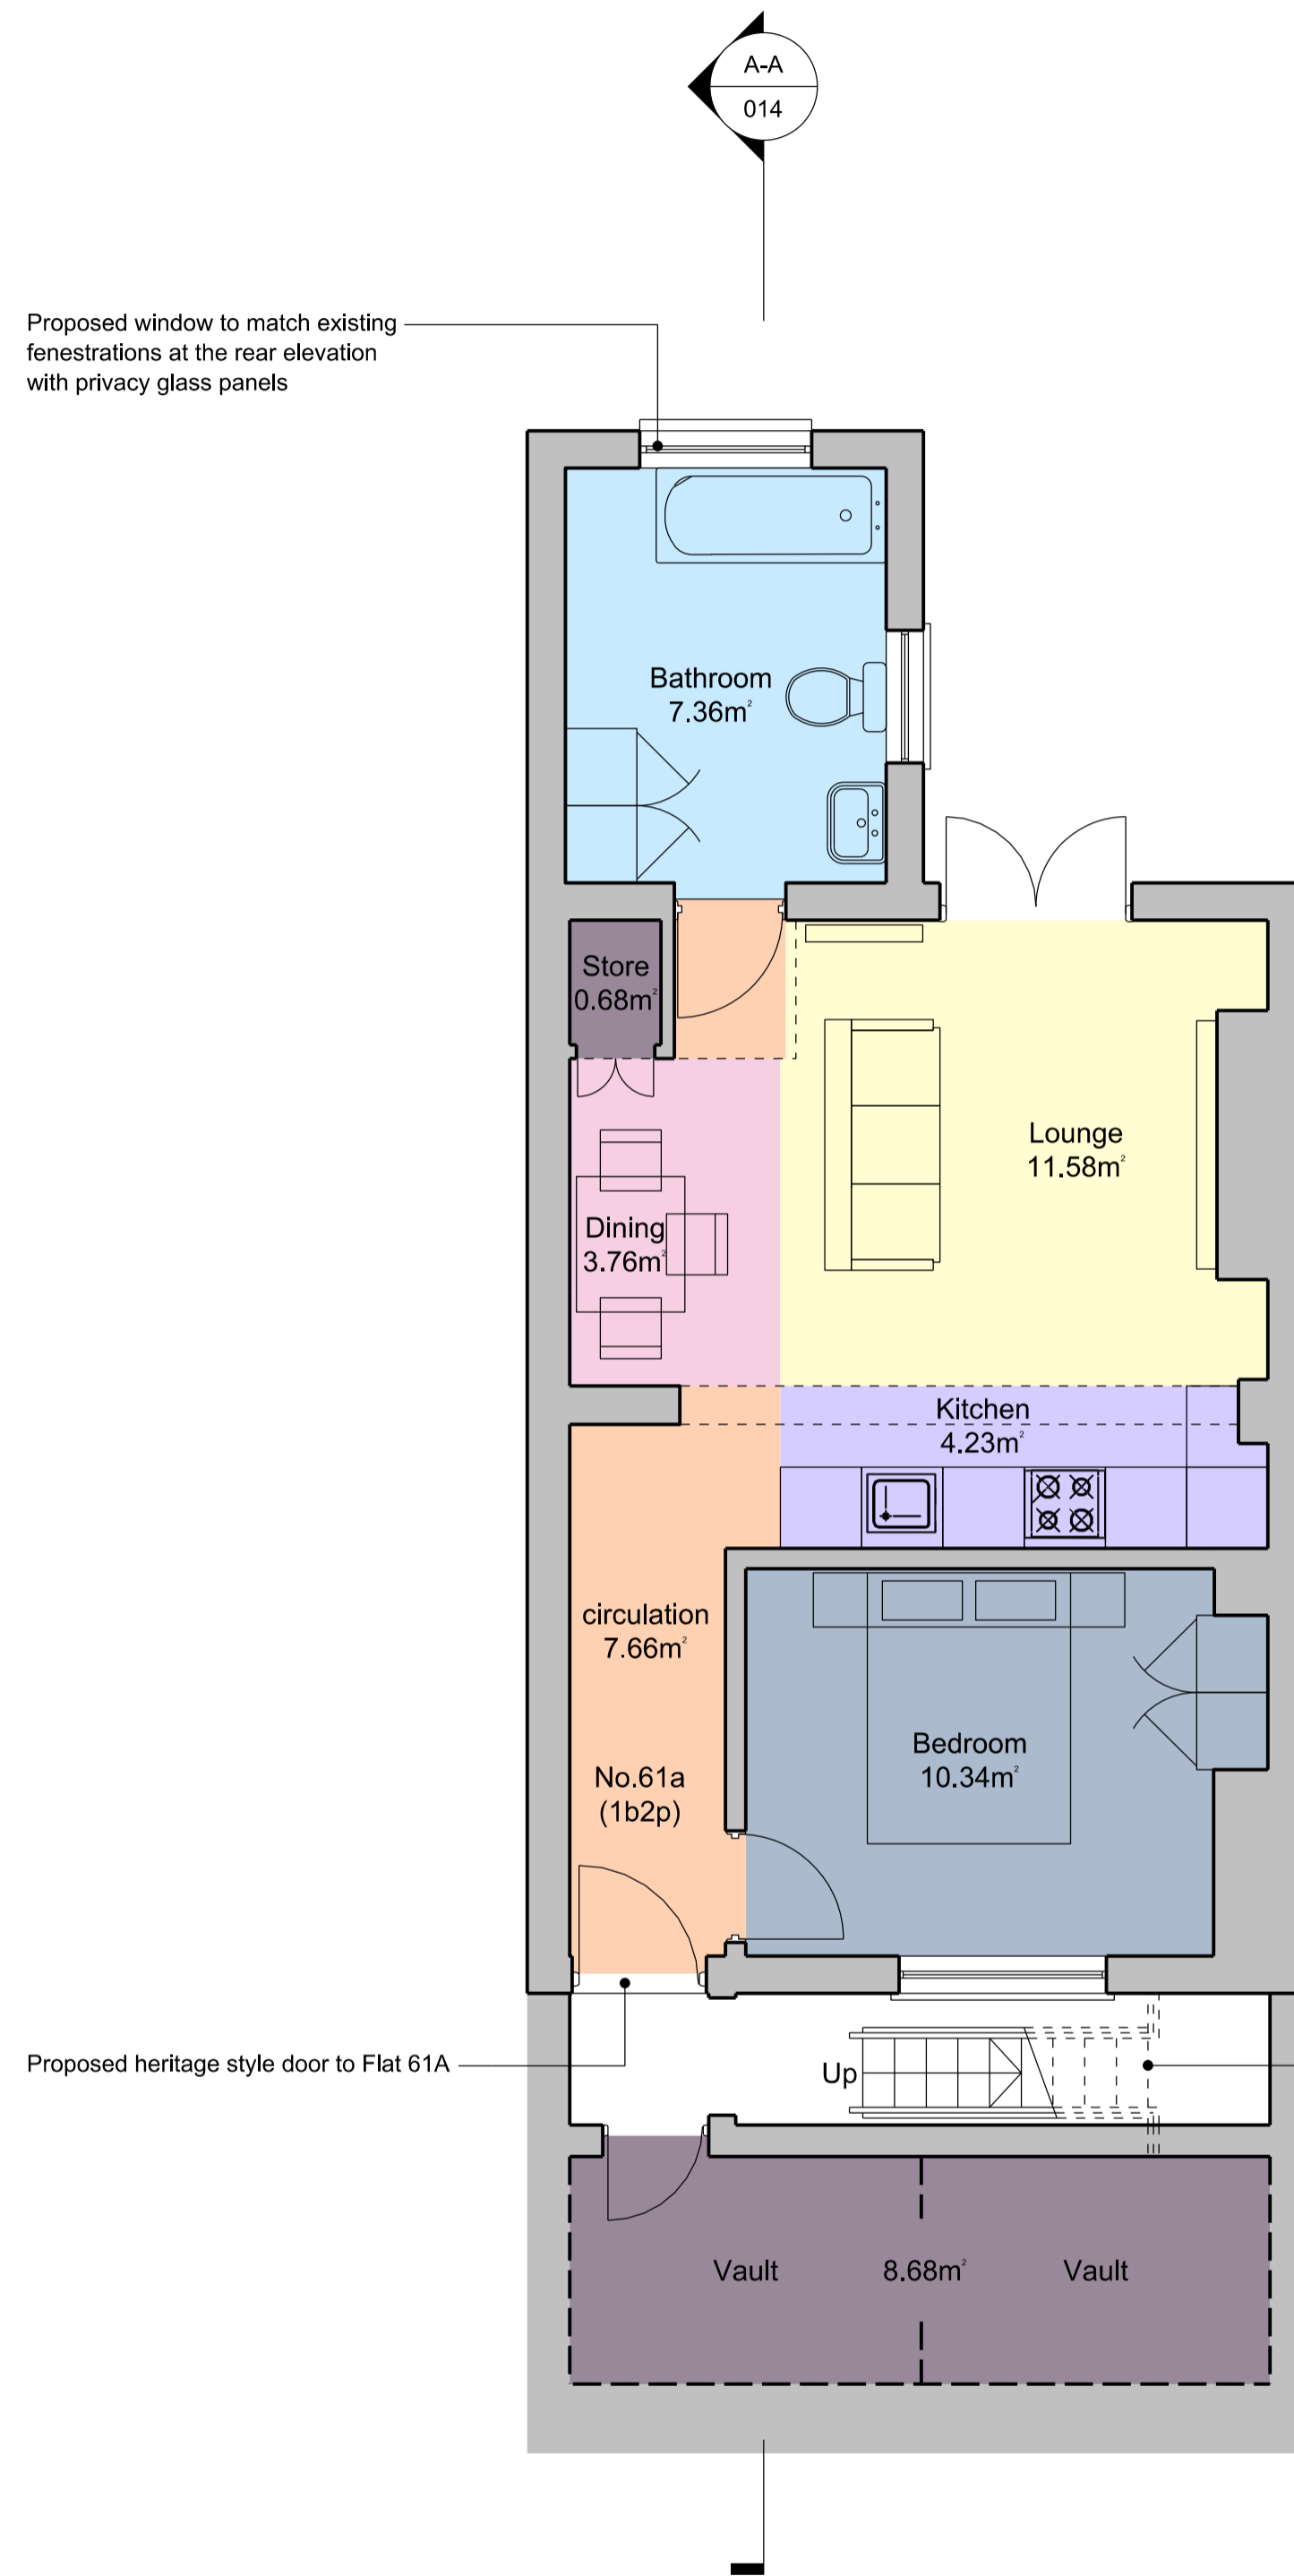 A-A
014
Proposed window to match existing
fenestrations at the rear elevation
with privacy glass panels
Bathroom
7.36m²
Store
0.68m²
Lounge
11.58m²
Dining
3.76m²
Kitchen
4.23m²
circulation
7.66m²
Bedroom
10.34m²
No.61a
(1b2p)
Proposed heritage style door to Flat 61A
Up
Vault
8.68m²
Vault